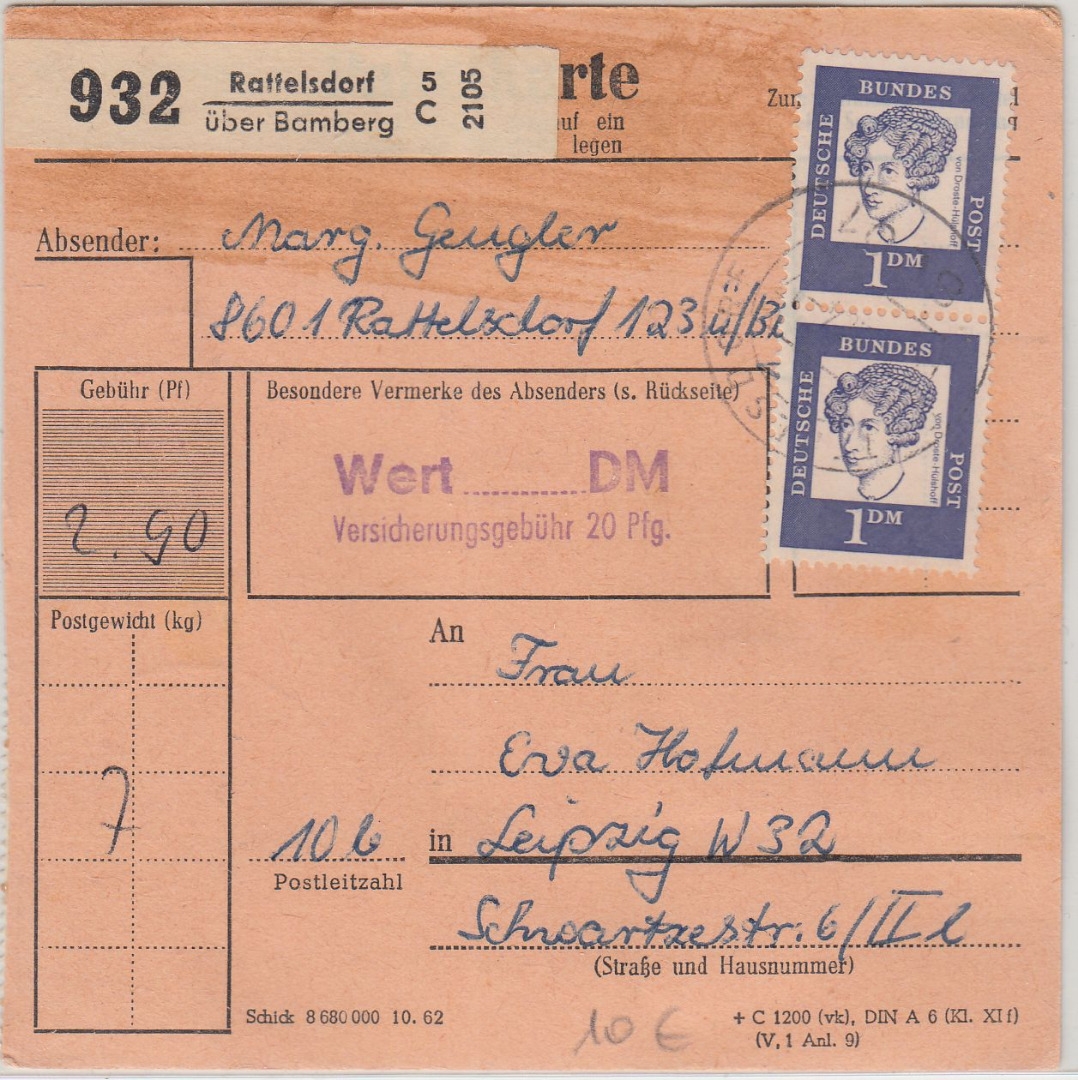 932 Rattelsdorf über Bamberg 5 C 2105
rte
auf ein
legen
Zur
BUNDES
DEUTSCHE
POST
von Droste-Hülshoff
1 DM
BUNDES
DEUTSCHE
POST
von Droste-Hülshoff
1 DM
Absender: Marg. Geugler
8601 Rattelsdorf 123 ü/B
Gebühr (Pf)
2.90
Besondere Vermerke des Absenders (s. Rückseite)
Wert............DM
Versicherungsgebühr 20 Pfg.
Postgewicht (kg)
7
An Frau
Eva Hofmann
10b in Leipzig W 32
Postleitzahl
Schwartzestr. 6/II l
(Straße und Hausnummer)
Schick 8 680 000 10. 62
10 €
+ C 1200 (vk), DIN A 6 (Kl. XI f)
(V, 1 Anl. 9)